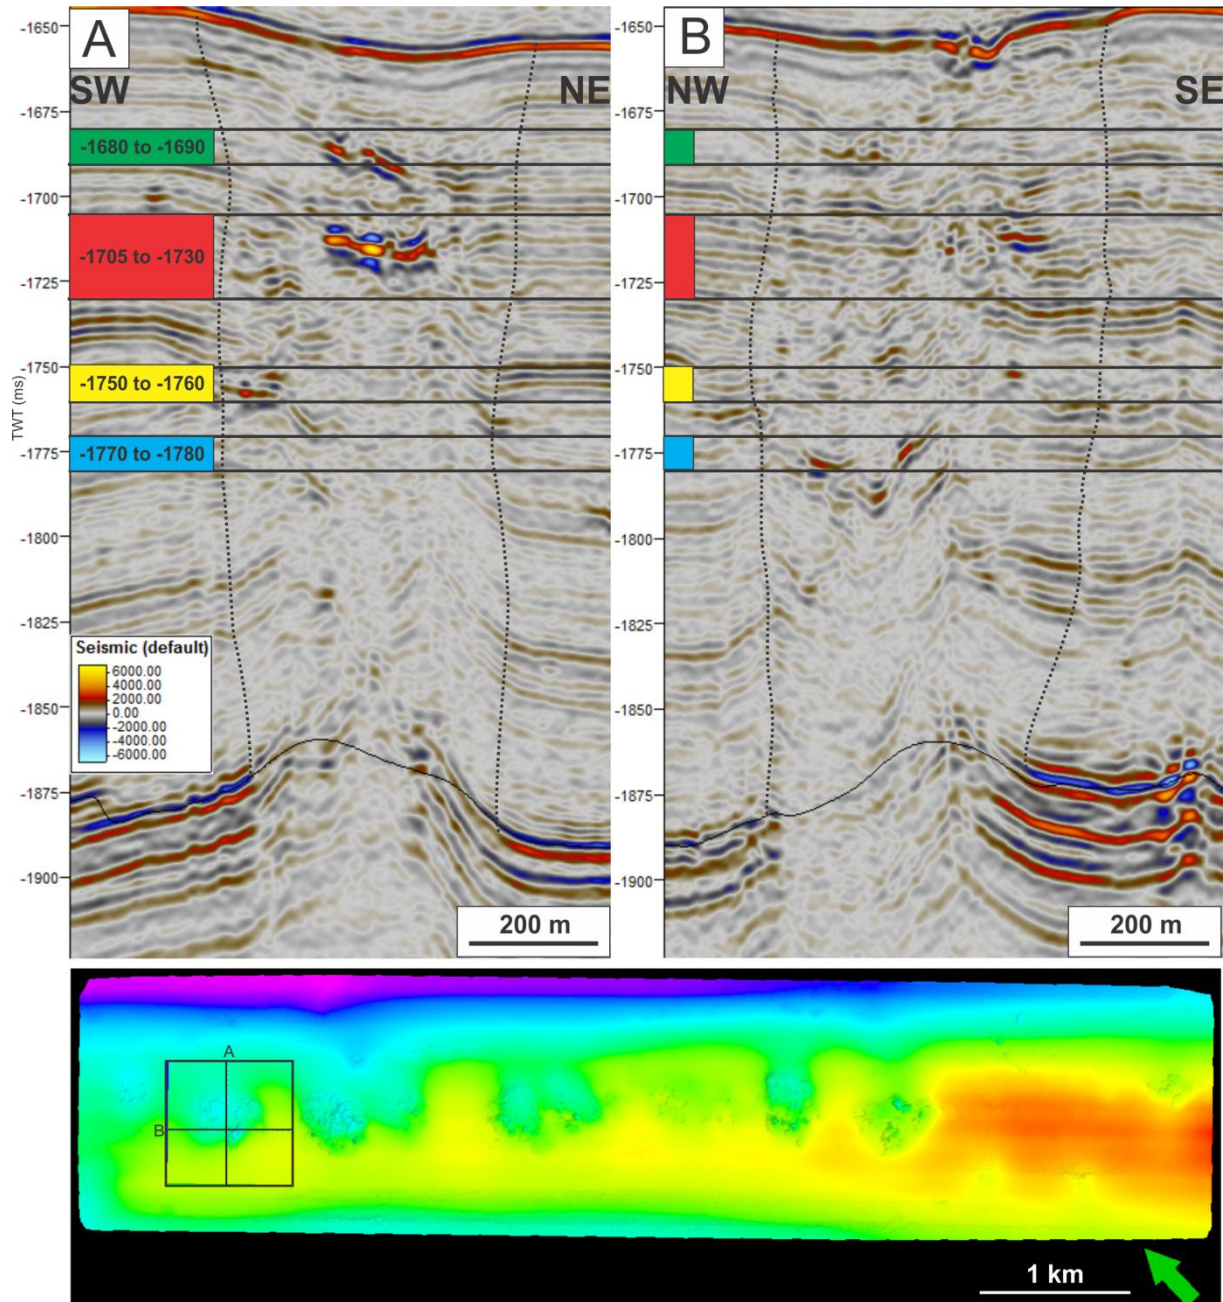 A
B
SW
NE
NW
SE
-1650
-1675
-1700
-1725
-1750
-1775
-1800
-1825
-1850
-1875
-1900
TWT (ms)
-1680 to -1690
-1705 to -1730
-1750 to -1760
-1770 to -1780
Seismic (default)
6000.00
4000.00
2000.00
0.00
-2000.00
-4000.00
-6000.00
200 m
-1650
-1675
-1700
-1725
-1750
-1775
-1800
-1825
-1850
-1875
-1900
200 m
A
B
1 km